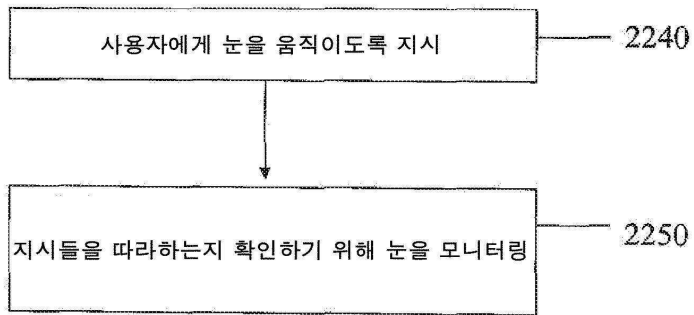 사용자에게 눈을 움직이도록 지시
2240
지시들을 따라하는지 확인하기 위해 눈을 모니터링
2250